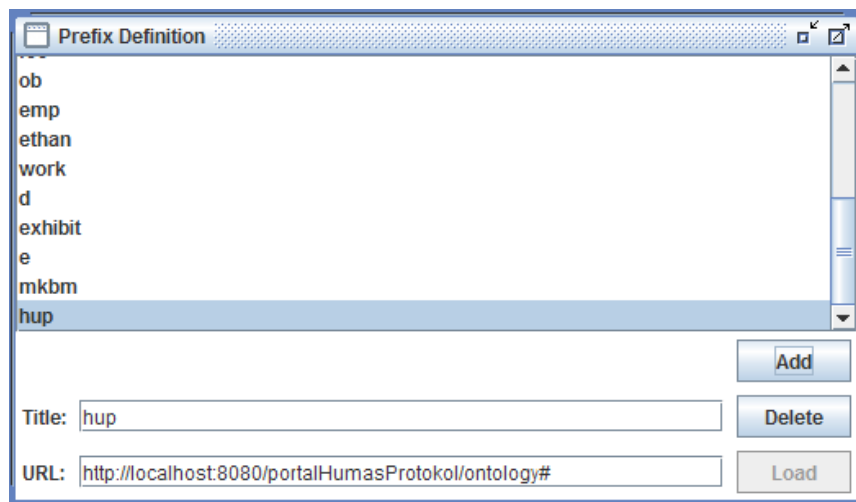 Prefix Definition
ob
emp
ethan
work
d
exhibit
e
mkbm
hup
Add
Title: hup
Delete
URL: http://localhost:8080/portalHumasProtokol/ontology#
Load